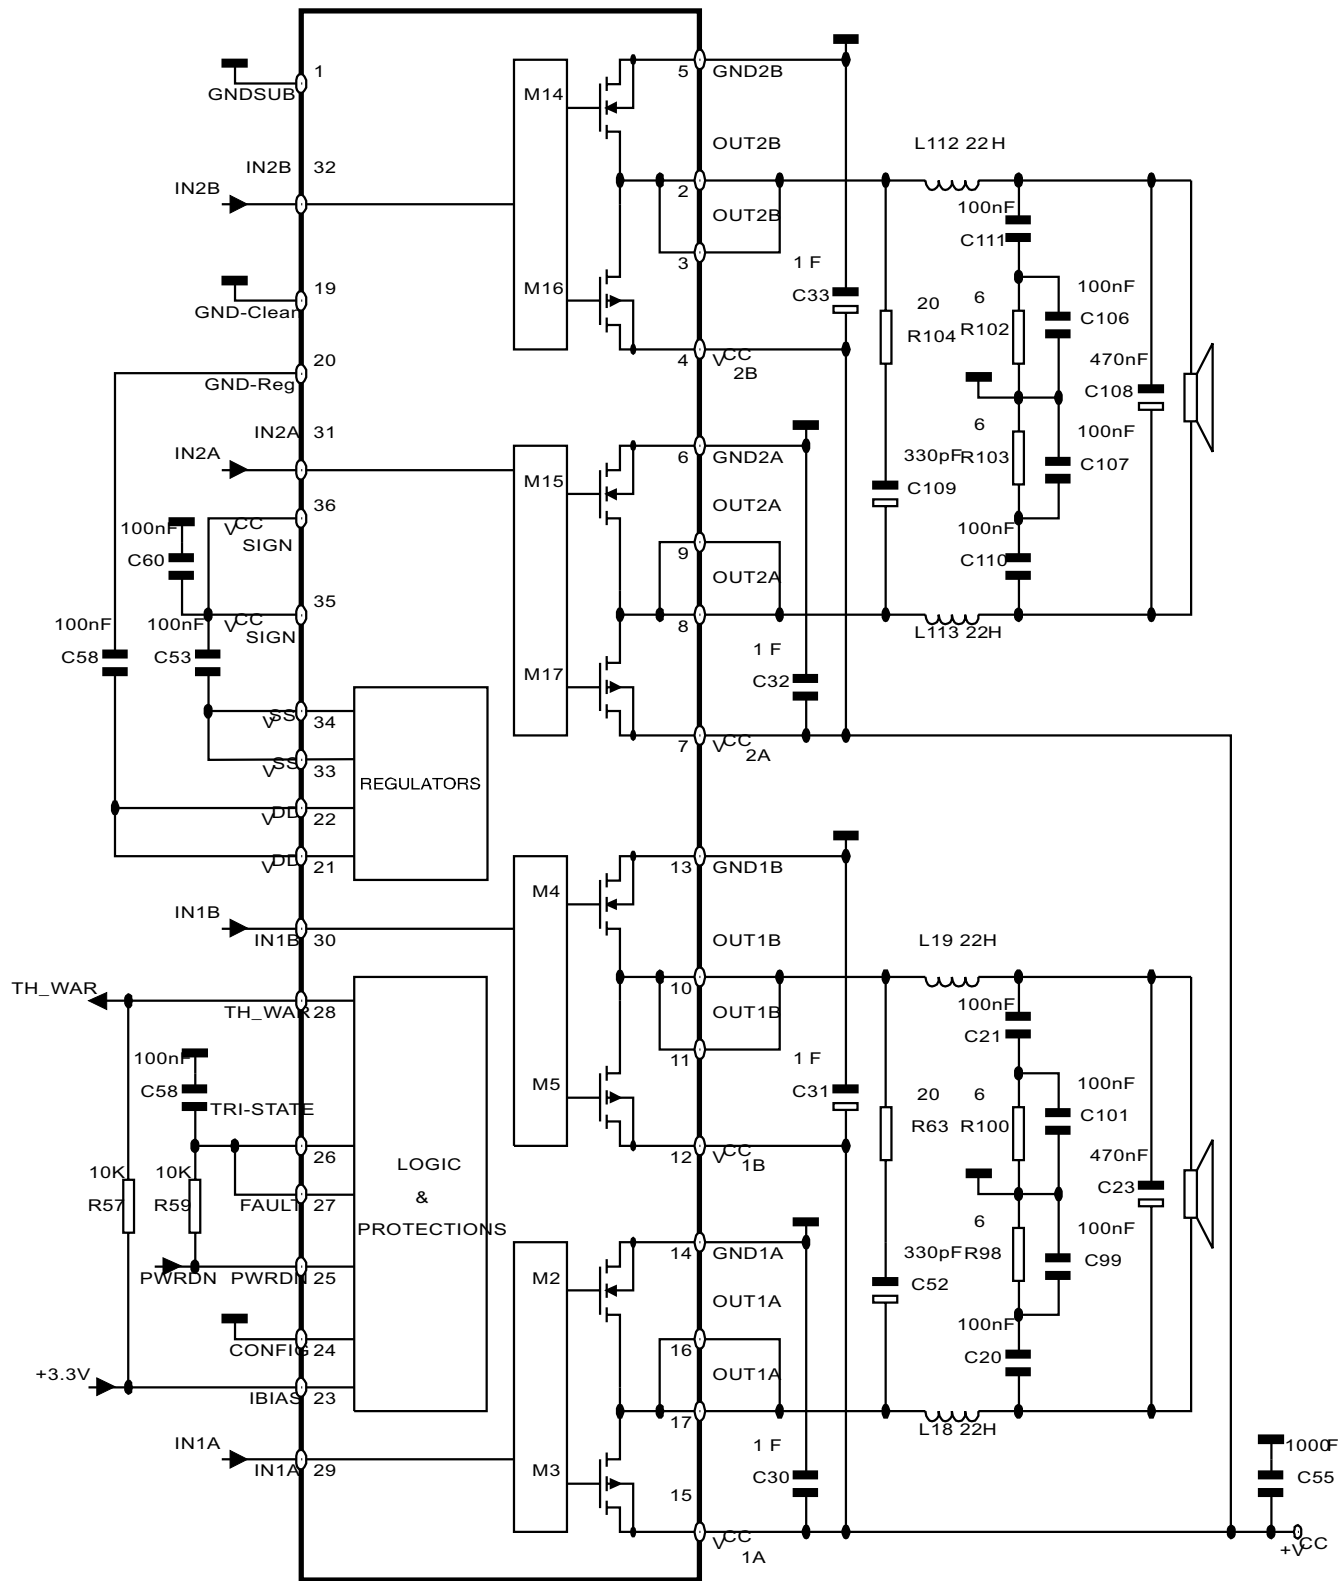 1
GNDSUB
IN2B 32
IN2B
19
GND-Clean
20
GND-Reg
IN2A 31
IN2A
36
100nF
VCC
SIGN
C60
35
100nF
100nF
VCC
SIGN
C58
C53
VSS 34
VSS 33
VDD 22
VDD 21
REGULATORS
IN1B
IN1B 30
TH_WAR
TH_WAR 28
100nF
C58
TRI-STATE
26
10K
R57
10K
R59
FAULT 27
PWRDN
PWRDN 25
CONFIG 24
+3.3V
IBIAS 23
IN1A
IN1A 29
LOGIC
&
PROTECTIONS
M14
M16
M15
M17
M4
M5
M2
M3
5 GND2B
OUT2B
2
OUT2B
3
4 VCC
2B
6 GND2A
OUT2A
9
OUT2A
8
7 VCC
2A
13 GND1B
OUT1B
10
OUT1B
11
12 VCC
1B
14 GND1A
OUT1A
16
OUT1A
17
15
VCC
1A
1 F
C33
1 F
C32
1 F
C31
1 F
C30
L112 22H
100nF
C111
20
R104
6
R102
100nF
C106
470nF
C108
330pF
C109
6
R103
100nF
C107
100nF
C110
L113 22H
L19 22H
100nF
C21
20
R63
6
R100
100nF
C101
470nF
C23
330pF
C52
6
R98
100nF
C99
100nF
C20
L18 22H
1000F
C55
+VCC